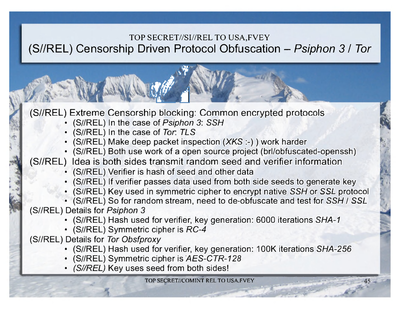 TOP SECRET//SI//REL TO USA,FVEY
(S//REL) Censorship Driven Protocol Obfuscation – Psiphon 3 / Tor
(S//REL) Extreme Censorship blocking: Common encrypted protocols
• (S//REL) In the case of Psiphon 3: SSH
• (S//REL) In the case of Tor: TLS
• (S//REL) Make deep packet inspection (XKS :-) ) work harder
• (S//REL) Both use work of a open source project (brl/obfuscated-openssh)
(S//REL) Idea is both sides transmit random seed and verifier information
• (S//REL) Verifier is hash of seed and other data
• (S//REL) If verifier passes data used from both side seeds to generate key
• (S//REL) Key used in symmetric cipher to encrypt native SSH or SSL protocol
• (S//REL) So for random stream, need to de-obfuscate and test for SSH / SSL
(S//REL) Details for Psiphon 3
• (S//REL) Hash used for verifier, key generation: 6000 iterations SHA-1
• (S//REL) Symmetric cipher is RC-4
(S//REL) Details for Tor Obsfproxy
• (S//REL) Hash used for verifier, key generation: 100K iterations SHA-256
• (S//REL) Symmetric cipher is AES-CTR-128
• (S//REL) Key uses seed from both sides!
TOP SECRET//COMINT REL TO USA,FVEY